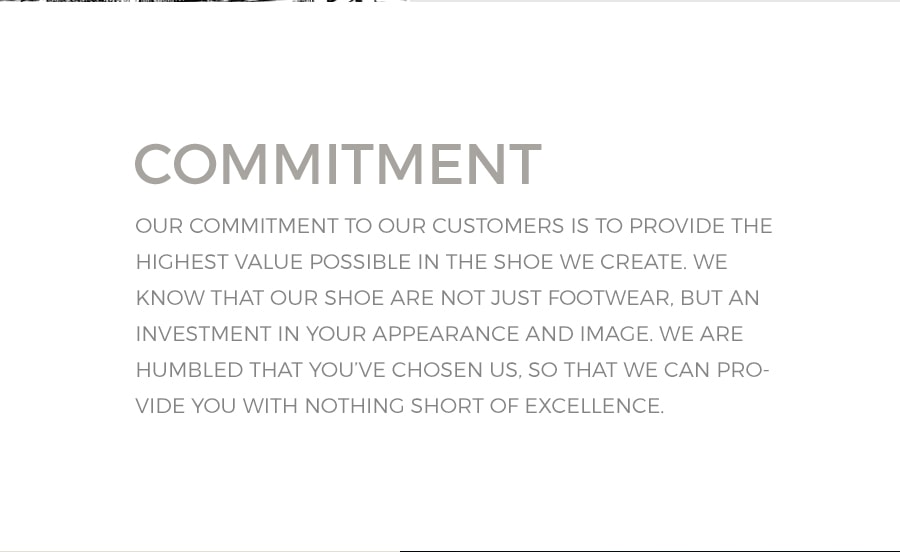 COMMITMENT
OUR COMMITMENT TO OUR CUSTOMERS IS TO PROVIDE THE
HIGHEST VALUE POSSIBLE IN THE SHOE WE CREATE. WE
KNOW THAT OUR SHOE ARE NOT JUST FOOTWEAR, BUT AN
INVESTMENT IN YOUR APPEARANCE AND IMAGE. WE ARE
HUMBLED THAT YOU'VE CHOSEN US, SO THAT WE CAN PRO-
VIDE YOU WITH NOTHING SHORT OF EXCELLENCE.